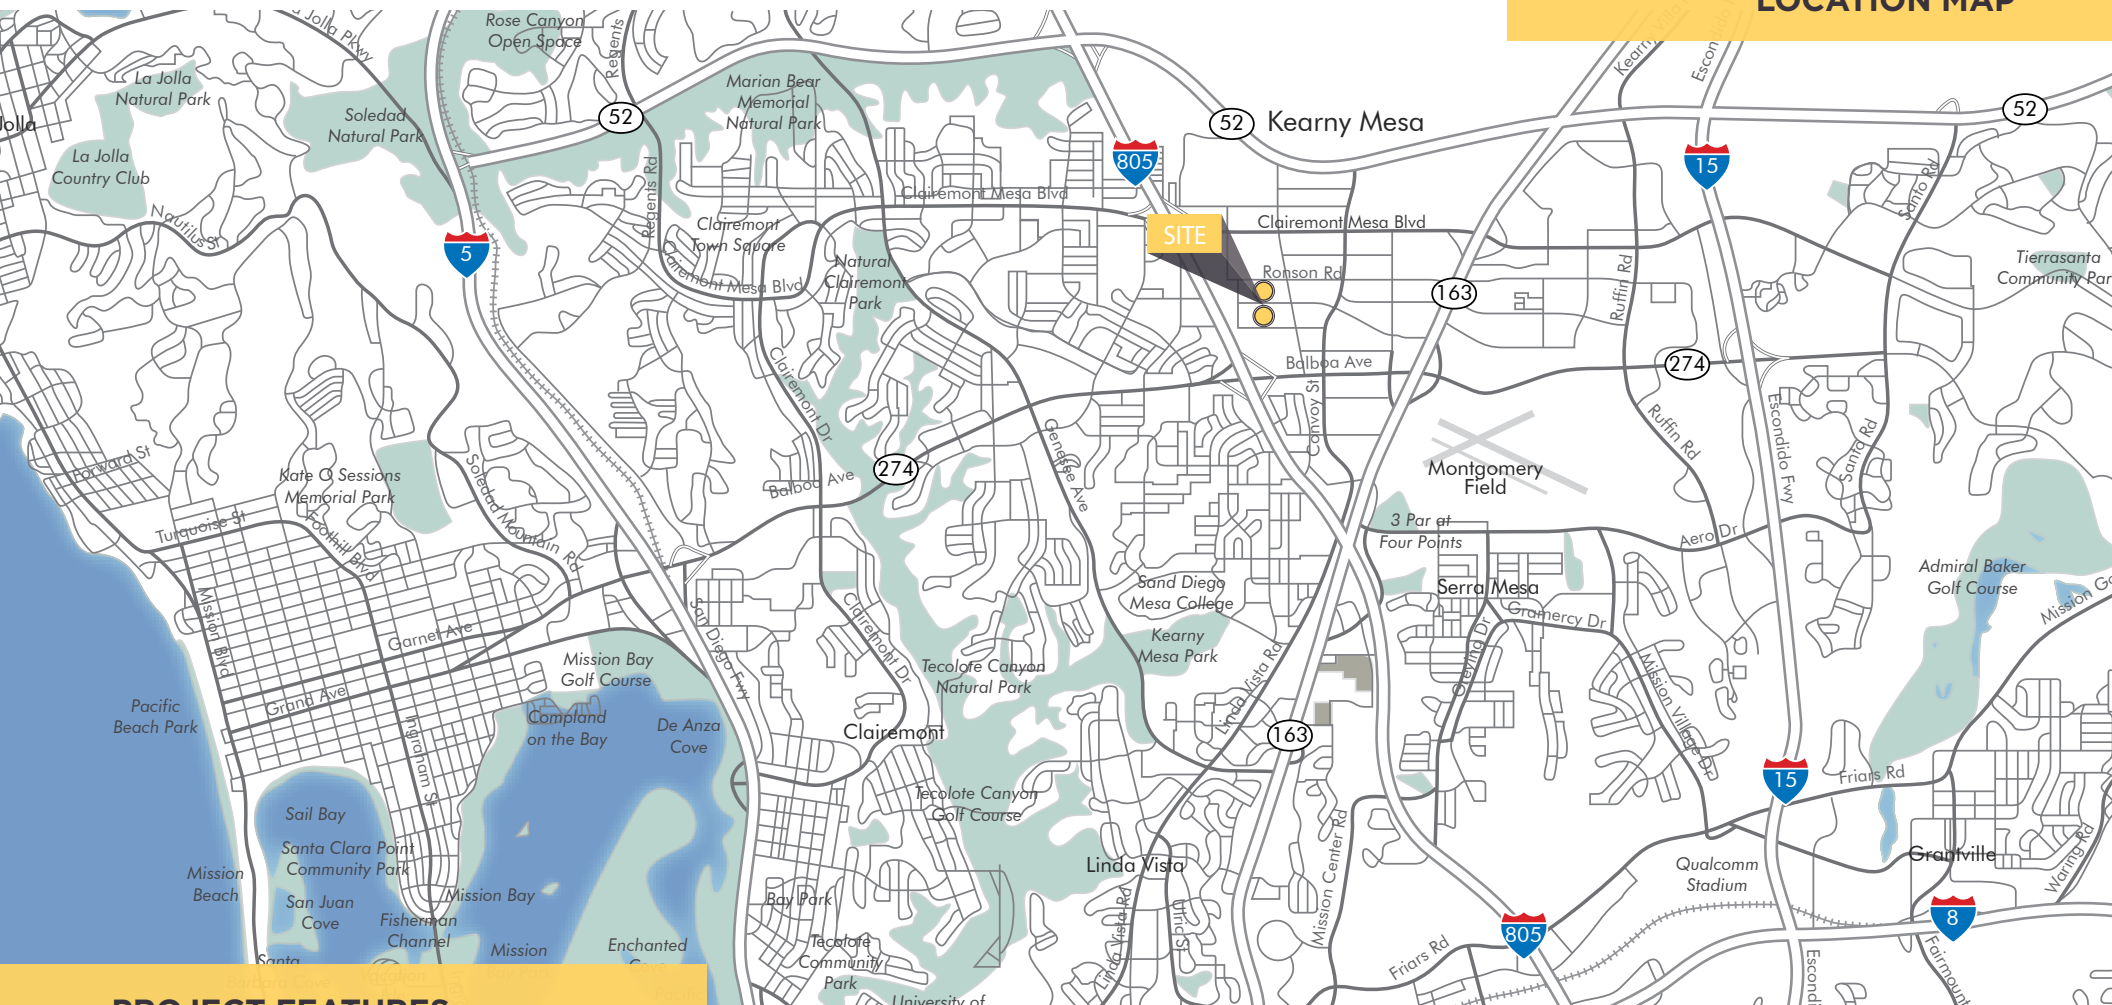 LOCATION MAP
Rose Canyon
Open Space
La Jolla
Natural Park
Soledad
Natural Park
La Jolla
Country Club
Jolla
Jolla Pkwy
Regents
Marian Bear
Memorial
Natural Park
52
52
Kearny Mesa
805
15
52
Santo Rd
Nautilus St
5
Regents Rd
Clairemont
Town Square
Clairemont Mesa Blvd
Clairemont Mesa Blvd
SITE
Clairemont Mesa Blvd
Ronson Rd
Natural
Clairemont
Park
163
Ruffin Rd
Tierrasanta
Community Par
Balboa Ave
274
Clairemont Dr
Convoy St
Genesee Ave
Ruffin Rd
Escondido Fwy
Santa Rd
Forward St
Kate O Sessions
Memorial Park
Soledad Mountain Rd
Balboa Ave
274
Montgomery
Field
Turquoise St
Foothill Blvd
3 Par at
Four Points
Aero Dr
Mission Blvd
Garnet Ave
Grand Ave
San Diego Fwy
Clairemont Dr
Sand Diego
Mesa College
Serra Mesa
Gramercy Dr
Admiral Baker
Golf Course
Mission Go
Mission Bay
Golf Course
Tecolote Canyon
Natural Park
Kearny
Mesa Park
Linda Vista Rd
Mission Village Dr
Pacific
Beach Park
Ingraham St
Compland
on the Bay
De Anza
Cove
Clairemont
163
15
Friars Rd
Sail Bay
Tecolote Canyon
Golf Course
Santa Clara Point
Community Park
Mission
Beach
San Juan
Cove
Fisherman
Channel
Mission Bay
Bay Park
Linda Vista
Mission Center Rd
Qualcomm
Stadium
Grantville
Waring Rd
Linda Vista Rd
Ulric St
805
8
Santa
Barbara Cove
Mission
Enchanted
Cove
Pacific
Tecolote
Community
Park
University of
Friars Rd
Escondi
Fairmount
PROJECT FEATURES